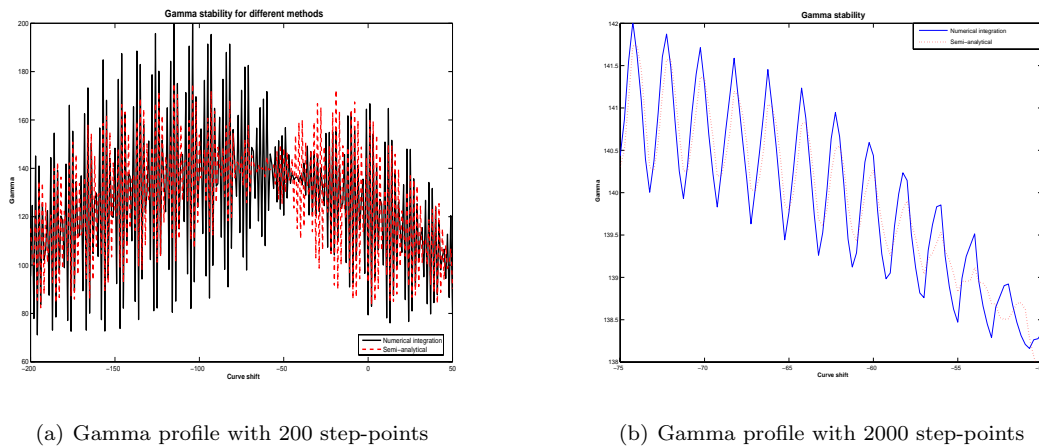 Gamma stability for different methods
200
180
160
140
120
100
80
60
Gamma
−200 −150 −100 −50 0 50
Curve shift
Numerical integration
Semi−analytical
(a) Gamma profile with 200 step-points
Gamma stability
142
141.5
141
140.5
140
139.5
139
138.5
138
Gamma
−75 −70 −65 −60 −55
Curve shift
Numerical integration
Semi−analytical
(b) Gamma profile with 2000 step-points